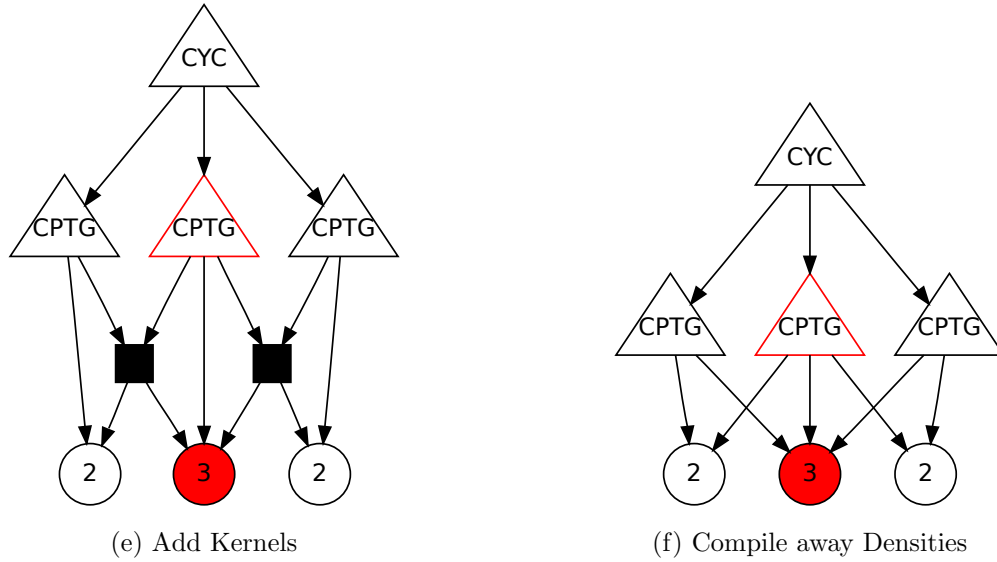 CYC
CPTG CPTG CPTG
2 3 2
(e) Add Kernels
CYC
CPTG CPTG CPTG
2 3 2
(f) Compile away Densities